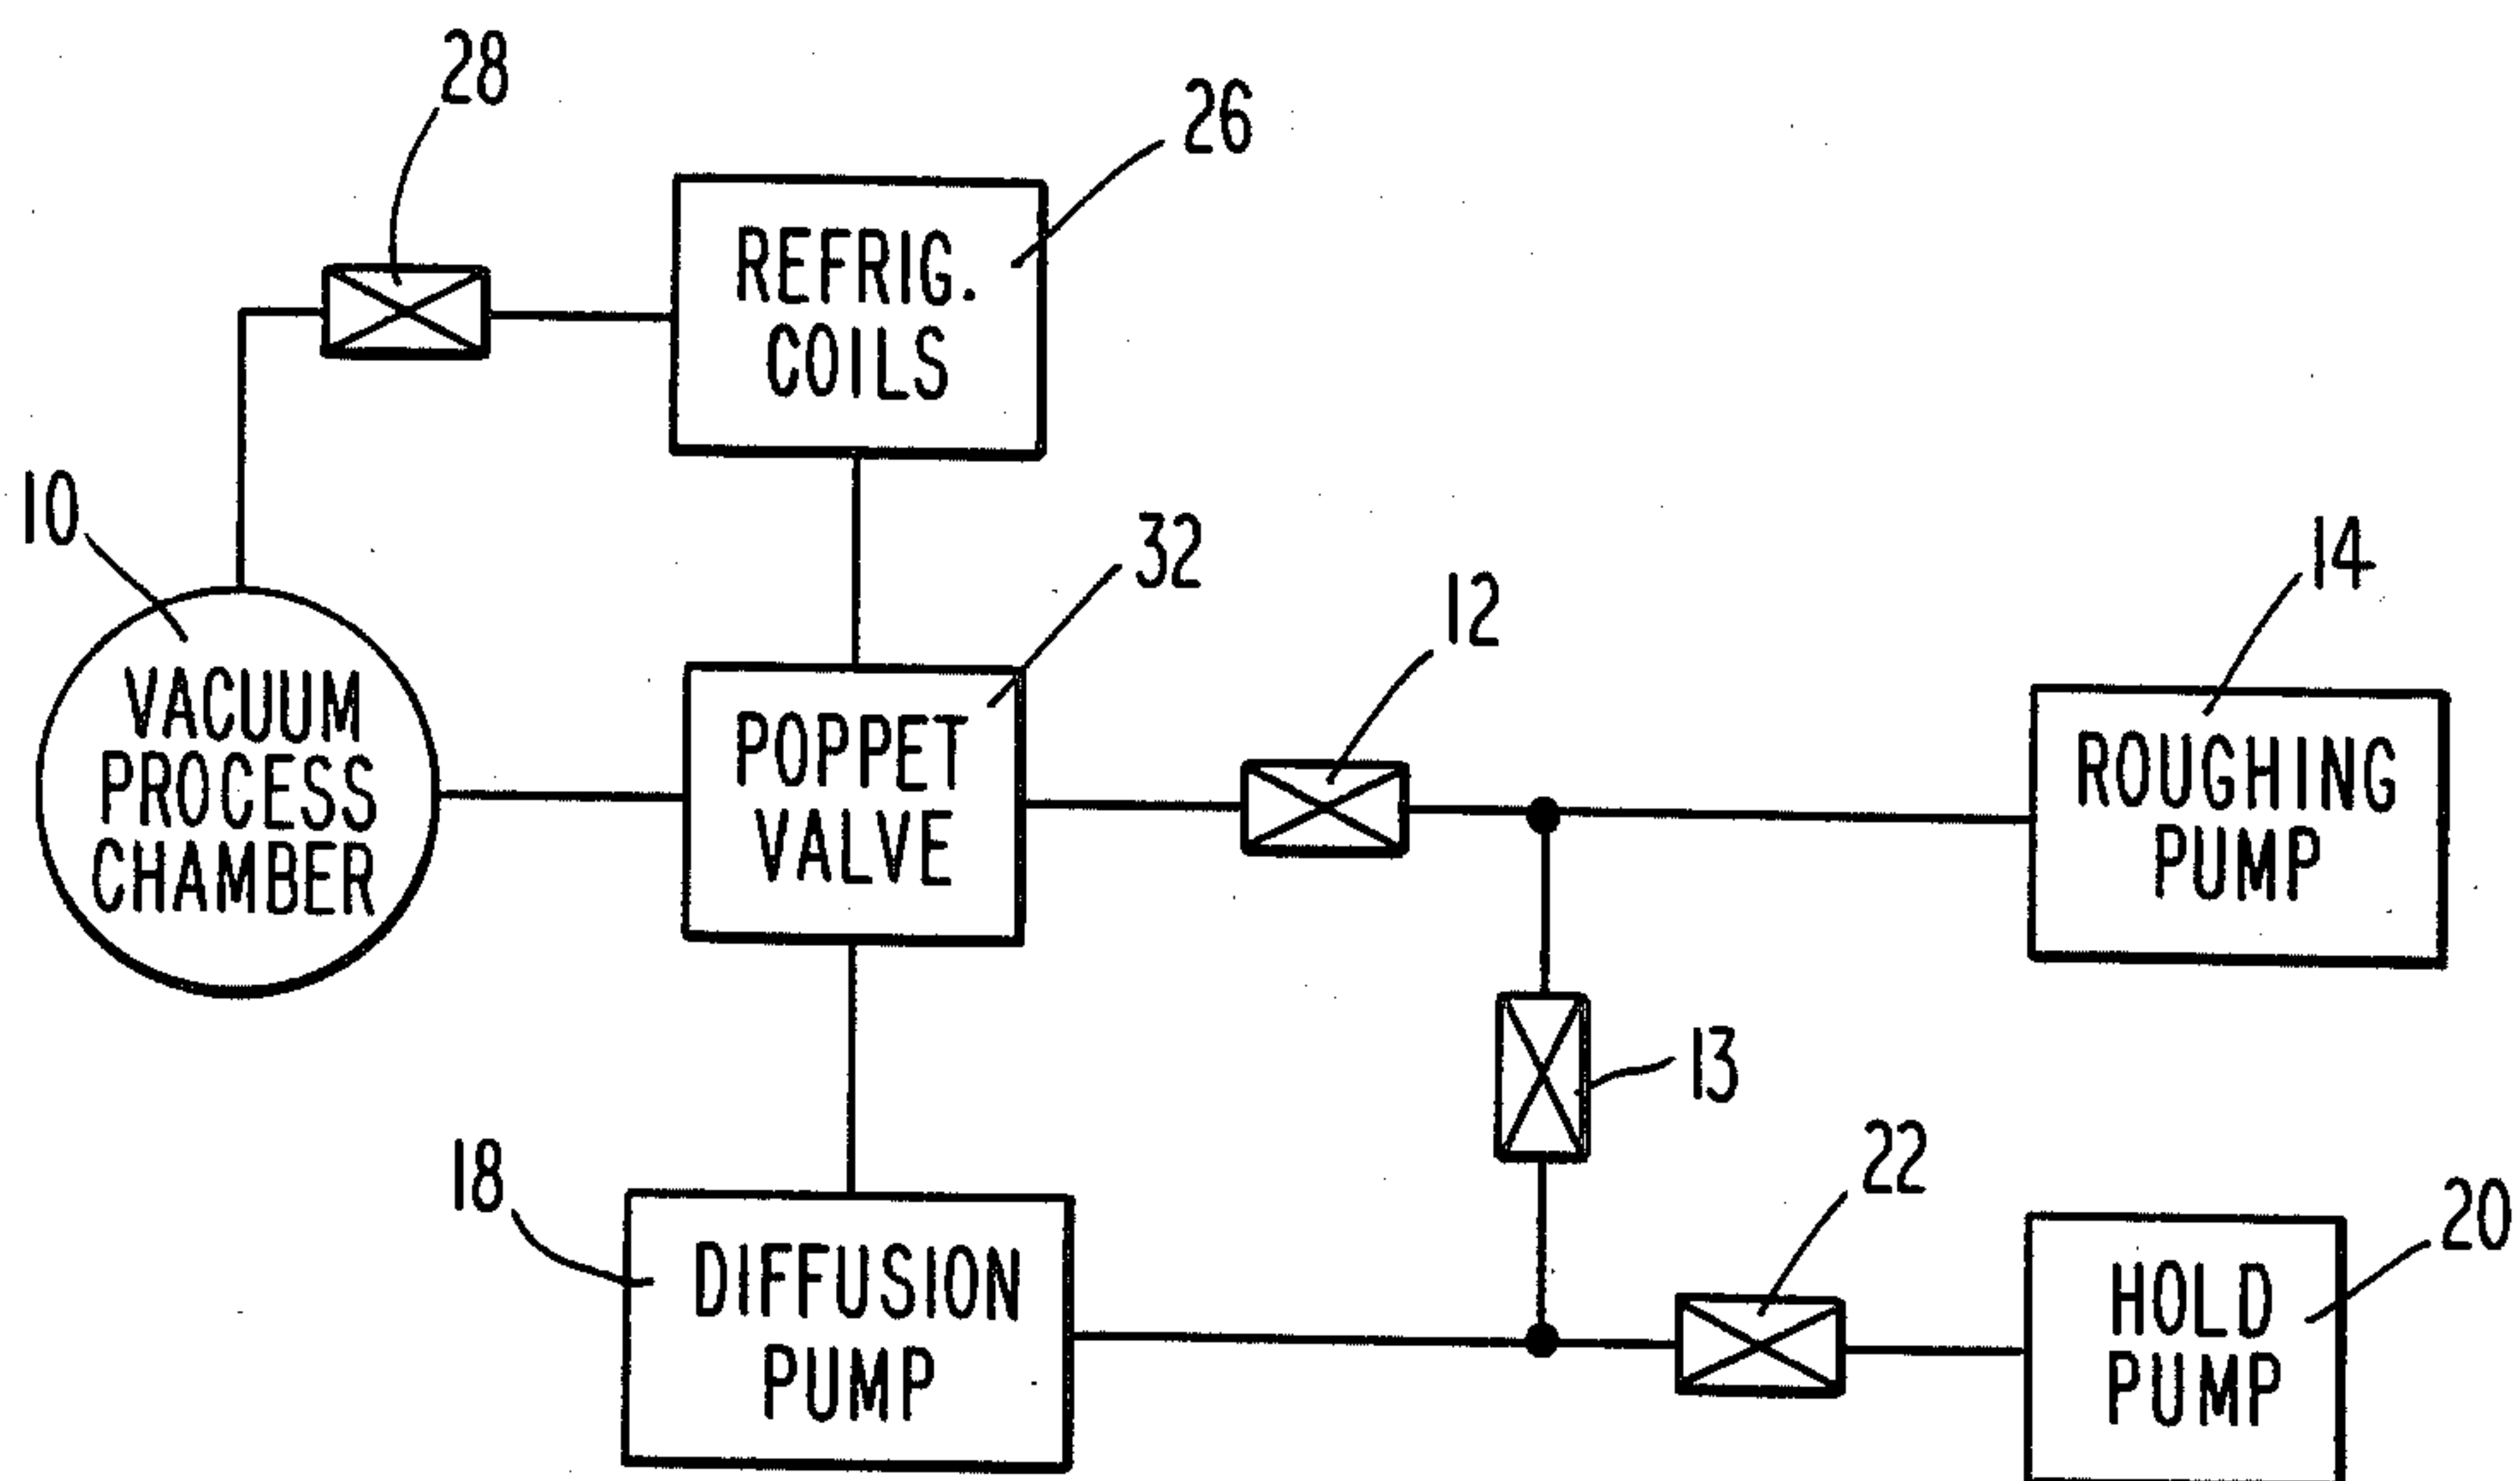 28
26
REFRIG.
COILS
10
32
12
14
VACUUM
PROCESS
CHAMBER
POPPET
VALVE
ROUGHING
PUMP
13
18
22
20
DIFFUSION
PUMP
HOLD
PUMP